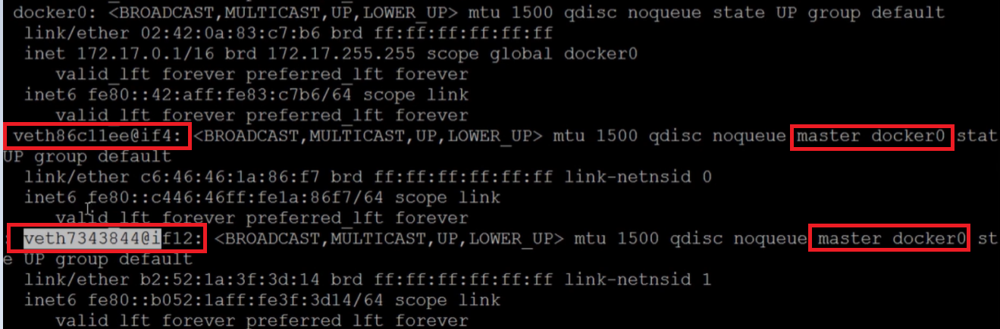 docker0: <BROADCAST,MULTICAST,UP,LOWER_UP> mtu 1500 qdisc noqueue state UP group default
link/ether 02:42:0a:83:c7:b6 brd ff:ff:ff:ff:ff:ff
inet 172.17.0.1/16 brd 172.17.255.255 scope global docker0
valid_lft forever preferred_lft forever
inet6 fe80::42:aff:fe83:c7b6/64 scope link
valid_lft forever preferred_lft forever
veth86c11ee@if4: <BROADCAST,MULTICAST,UP,LOWER_UP> mtu 1500 qdisc noqueue master docker0 stat
UP group default
link/ether c6:46:46:1a:86:f7 brd ff:ff:ff:ff:ff:ff link-netnsid 0
inet6 fe80::c446:46ff:fe1a:86f7/64 scope link
valid_lft forever preferred_lft forever
: veth7343844@if12: <BROADCAST,MULTICAST,UP,LOWER_UP> mtu 1500 qdisc noqueue master docker0 st
e UP group default
link/ether b2:52:1a:3f:3d:14 brd ff:ff:ff:ff:ff:ff link-netnsid 1
inet6 fe80::b052:1aff:fe3f:3d14/64 scope link
valid_lft forever preferred_lft forever